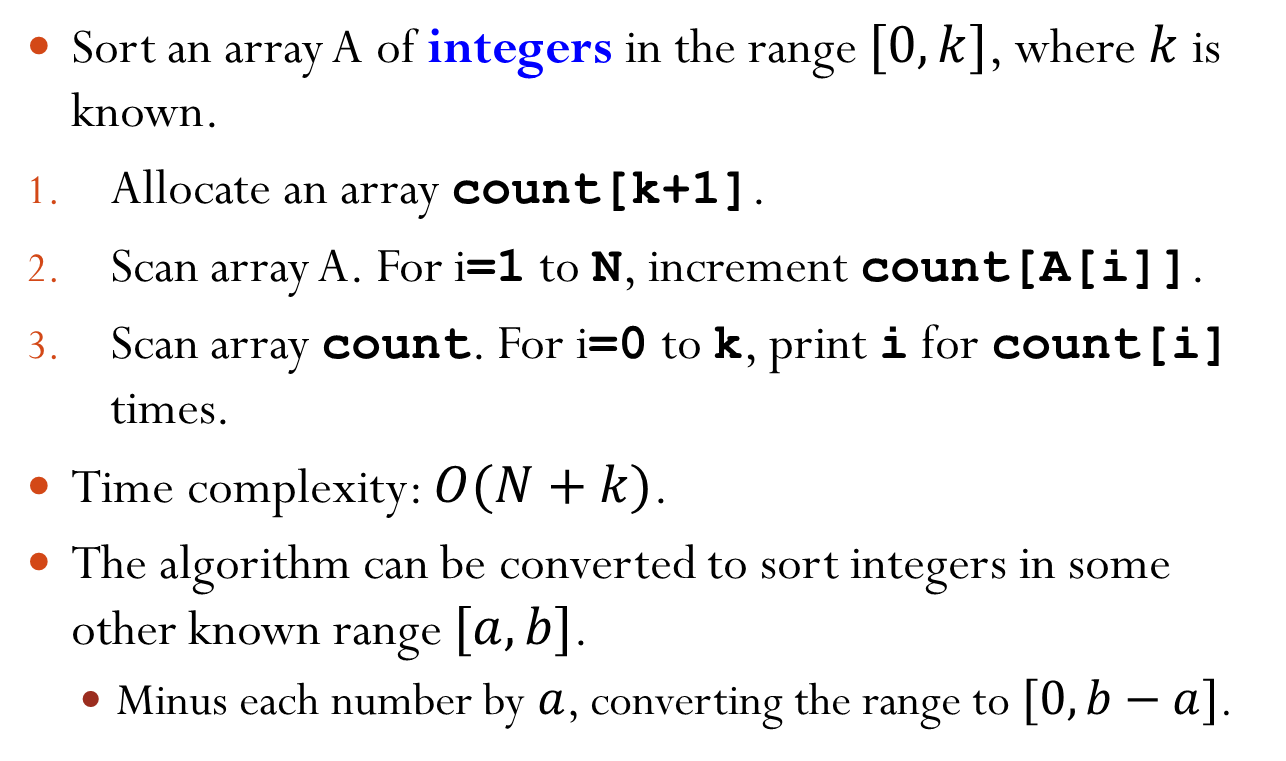 • Sort an array A of integers in the range [0, k], where k is
known.
1. Allocate an array count[k+1].
2. Scan array A. For i=1 to N, increment count[A[i]].
3. Scan array count. For i=0 to k, print i for count[i]
times.
• Time complexity: O(N + k).
• The algorithm can be converted to sort integers in some
other known range [a, b].
• Minus each number by a, converting the range to [0, b − a].